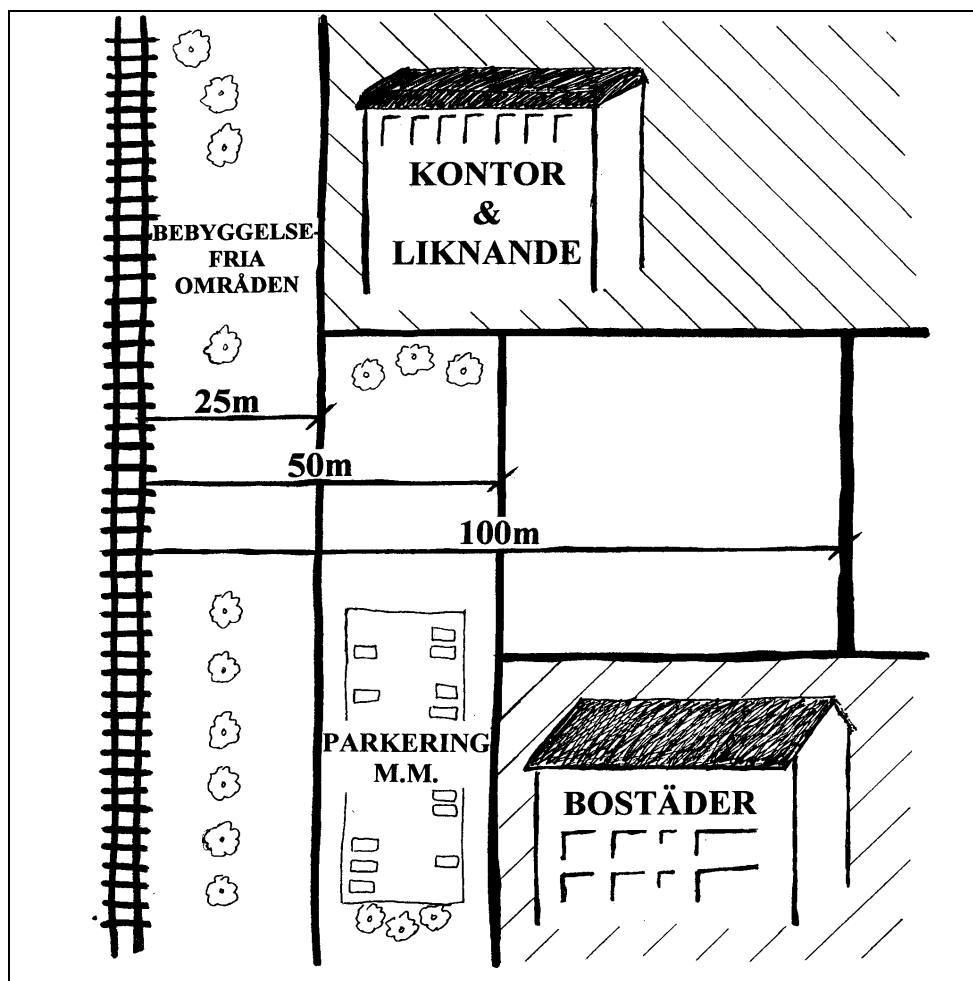 KONTOR
&
LIKNANDE
BEBYGGELSE-
FRIA
OMRÅDEN
25m
50m
100m
PARKERING
M.M.
BOSTÄDER